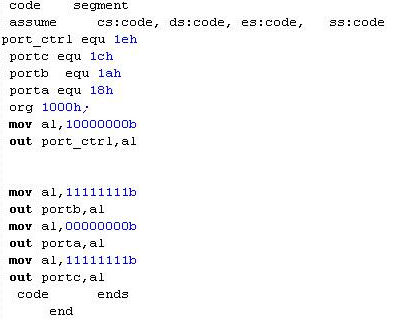 code segment
assume cs:code, ds:code, es:code, ss:code
port_ctrl equ 1eh
portc equ 1ch
portb equ 1ah
porta equ 18h
org 1000h;
mov al,10000000b
out port_ctrl,al
mov al,11111111b
out portb,al
mov al,00000000b
out porta,al
mov al,11111111b
out portc,al
code ends
end